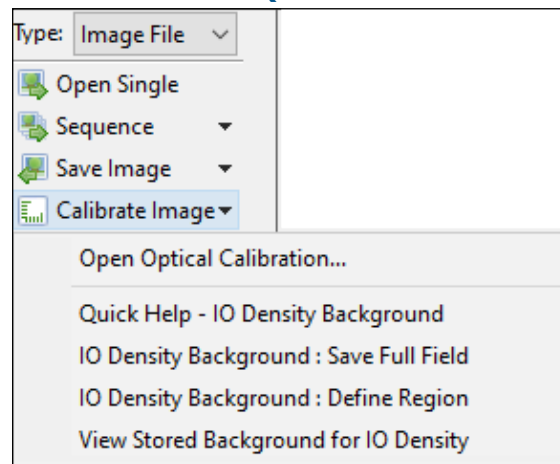 Type: Image File
Open Single
Sequence
Save Image
Calibrate Image
Open Optical Calibration...
Quick Help - IO Density Background
IO Density Background : Save Full Field
IO Density Background : Define Region
View Stored Background for IO Density